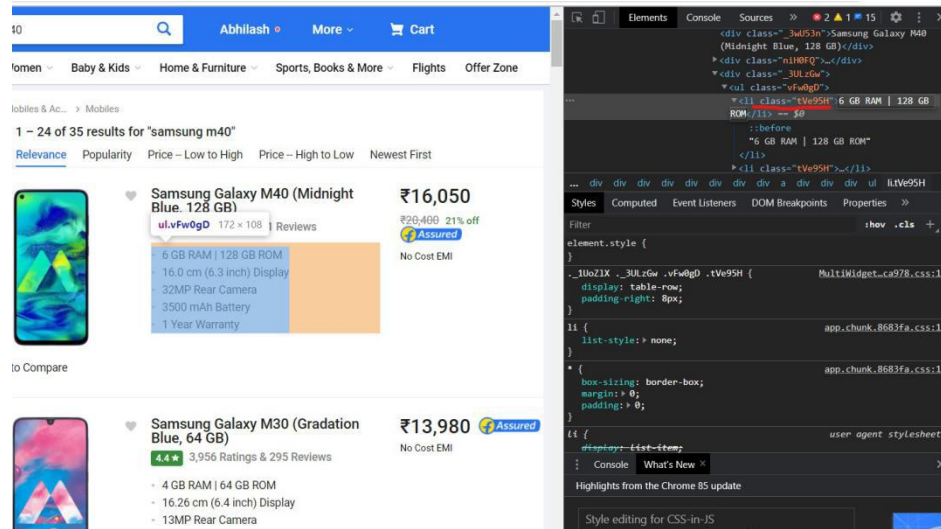 40
Abhilash
More
Cart
Women
Baby & Kids
Home & Furniture
Sports, Books & More
Flights
Offer Zone
Mobiles & Ac... > Mobiles
1 – 24 of 35 results for "samsung m40"
Relevance
Popularity
Price -- Low to High
Price -- High to Low
Newest First
Samsung Galaxy M40 (Midnight
Blue, 128 GB)
ul.vFw0gD 172 × 108
1 Reviews
6 GB RAM | 128 GB ROM
16.0 cm (6.3 inch) Display
32MP Rear Camera
3500 mAh Battery
1 Year Warranty
₹16,050
₹20,400 21% off
Assured
No Cost EMI
to Compare
Samsung Galaxy M30 (Gradation
Blue, 64 GB)
4.4 ★ 3,956 Ratings & 295 Reviews
4 GB RAM | 64 GB ROM
16.26 cm (6.4 inch) Display
13MP Rear Camera
₹13,980
Assured
No Cost EMI
Elements
Console
Sources
»
2
1
15
<div class="_3wU53n">Samsung Galaxy M40
(Midnight Blue, 128 GB)</div>
<div class="niH0FQ">…</div>
<div class="_3ULzGw">
<ul class="vFw0gD">
<li class="tVe95H">6 GB RAM | 128 GB
ROM</li> == $0
::before
"6 GB RAM | 128 GB ROM"
</li>
<li class="tVe95H">…</li>
... div div div div div div div div a div div div ul li.tVe95H
Styles
Computed
Event Listeners
DOM Breakpoints
Properties
»
Filter
:hov .cls +
element.style {
}
._1UoZlX ._3ULzGw .vFw0gD .tVe95H {
MultiWidget…ca978.css:1
display: table-row;
padding-right: 8px;
}
li {
app.chunk.8683fa.css:1
list-style: none;
}
* {
app.chunk.8683fa.css:1
box-sizing: border-box;
margin: 0;
padding: 0;
}
li {
user agent stylesheet
display: list-item;
Console
What's New ×
Highlights from the Chrome 85 update
Style editing for CSS-in-JS